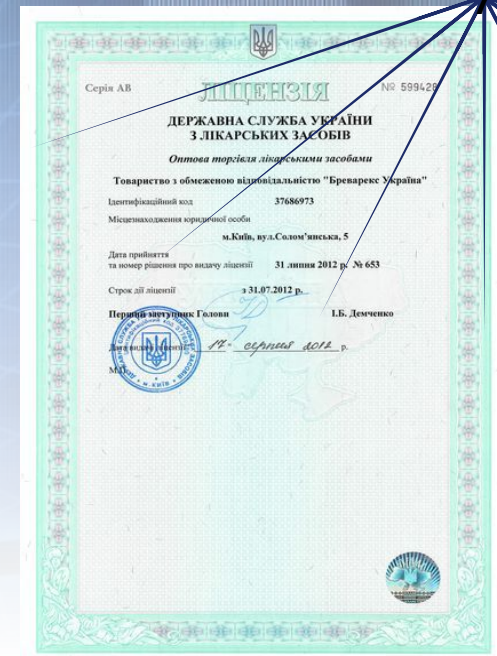 Серія АВ
ЛІЦЕНЗІЯ
№ 599428
ДЕРЖАВНА СЛУЖБА УКРАЇНИ
З ЛІКАРСЬКИХ ЗАСОБІВ
Оптова торгівля лікарськими засобами
Товариство з обмеженою відповідальністю "Бреварекс Україна"
Ідентифікаційний код 37686973
Місцезнаходження юридичної особи
м.Київ, вул.Солом’янська, 5
Дата прийняття
та номер рішення про видачу ліцензії 31 липня 2012 р. № 653
Строк дії ліцензії з 31.07.2012 р.
Перший заступник Голови І.Б. Демченко
Дата видачі ліцензії 17 серпня 2012 р.
М.П.